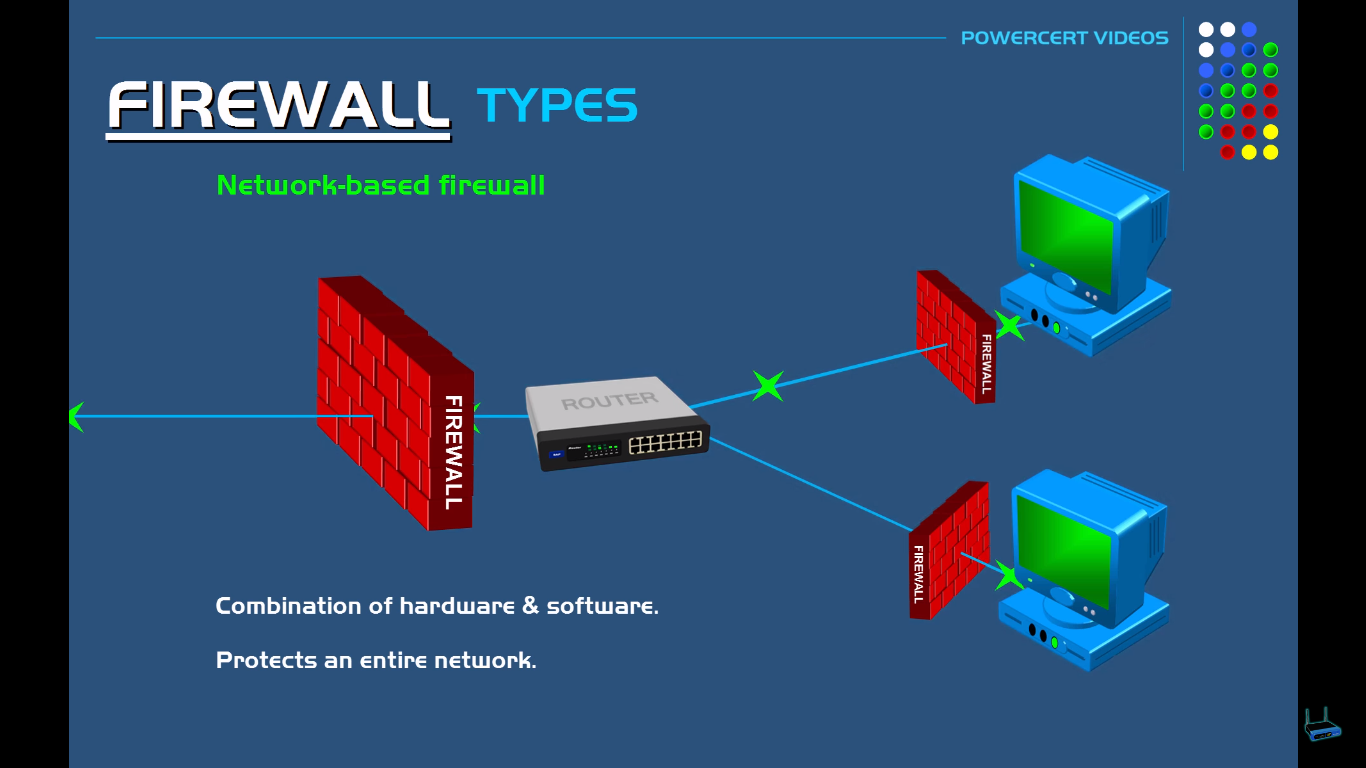 POWERCERT VIDEOS
FIREWALL TYPES
Network-based firewall
FIREWALL
ROUTER
FIREWALL
FIREWALL
Combination of hardware & software.
Protects an entire network.